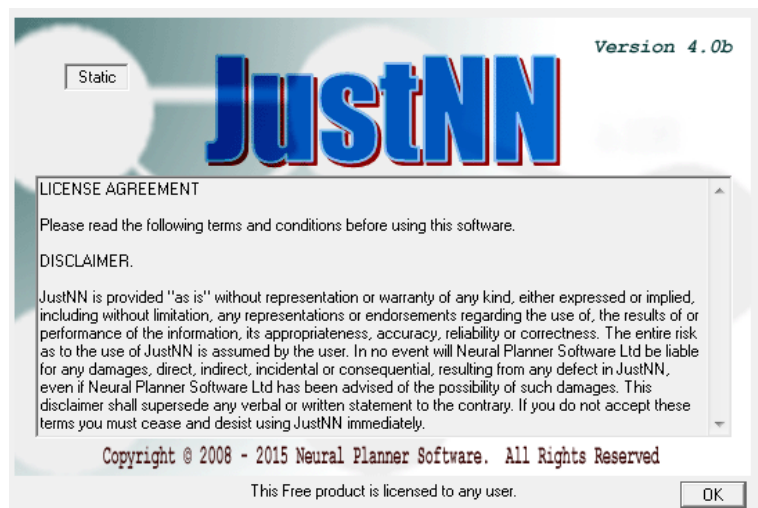 Version 4.0b
Static
JustNN
LICENSE AGREEMENT
Please read the following terms and conditions before using this software.
DISCLAIMER.
JustNN is provided "as is" without representation or warranty of any kind, either expressed or implied,
including without limitation, any representations or endorsements regarding the use of, the results of or
performance of the information, its appropriateness, accuracy, reliability or correctness. The entire risk
as to the use of JustNN is assumed by the user. In no event will Neural Planner Software Ltd be liable
for any damages, direct, indirect, incidental or consequential, resulting from any defect in JustNN,
even if Neural Planner Software Ltd has been advised of the possibility of such damages. This
disclaimer shall supersede any verbal or written statement to the contrary. If you do not accept these
terms you must cease and desist using JustNN immediately.
Copyright © 2008 - 2015 Neural Planner Software. All Rights Reserved
This Free product is licensed to any user.
OK